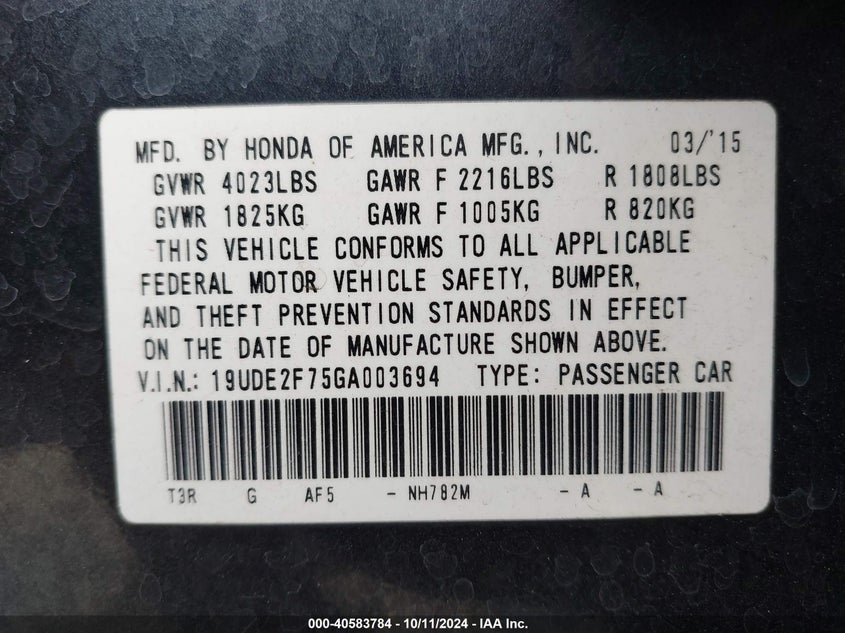 MFD. BY HONDA OF AMERICA MFG., INC. 03/'15
GVWR 4023LBS GAWR F 2216LBS R 1808LBS
GVWR 1825KG GAWR F 1005KG R 820KG
THIS VEHICLE CONFORMS TO ALL APPLICABLE
FEDERAL MOTOR VEHICLE SAFETY, BUMPER,
AND THEFT PREVENTION STANDARDS IN EFFECT
ON THE DATE OF MANUFACTURE SHOWN ABOVE.
V.I.N.: 19UDE2F75GA003694 TYPE: PASSENGER CAR
T3R G AF5 - NH782M - A - A
000-40583784 - 10/11/2024 - IAA Inc.